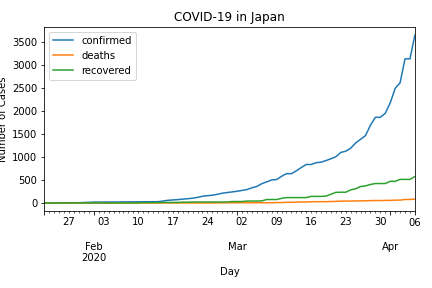 COVID-19 in Japan
confirmed
deaths
recovered
Number of Cases
3500
3000
2500
2000
1500
1000
500
0
27 03 10 17 24 02 09 16 23 30 06
Feb Mar Apr
2020
Day